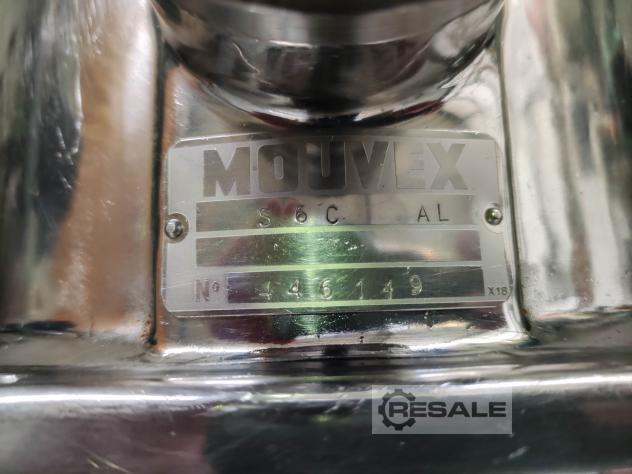 MOUVEX
S 6 C AL
N° 446149
X18
RESALE